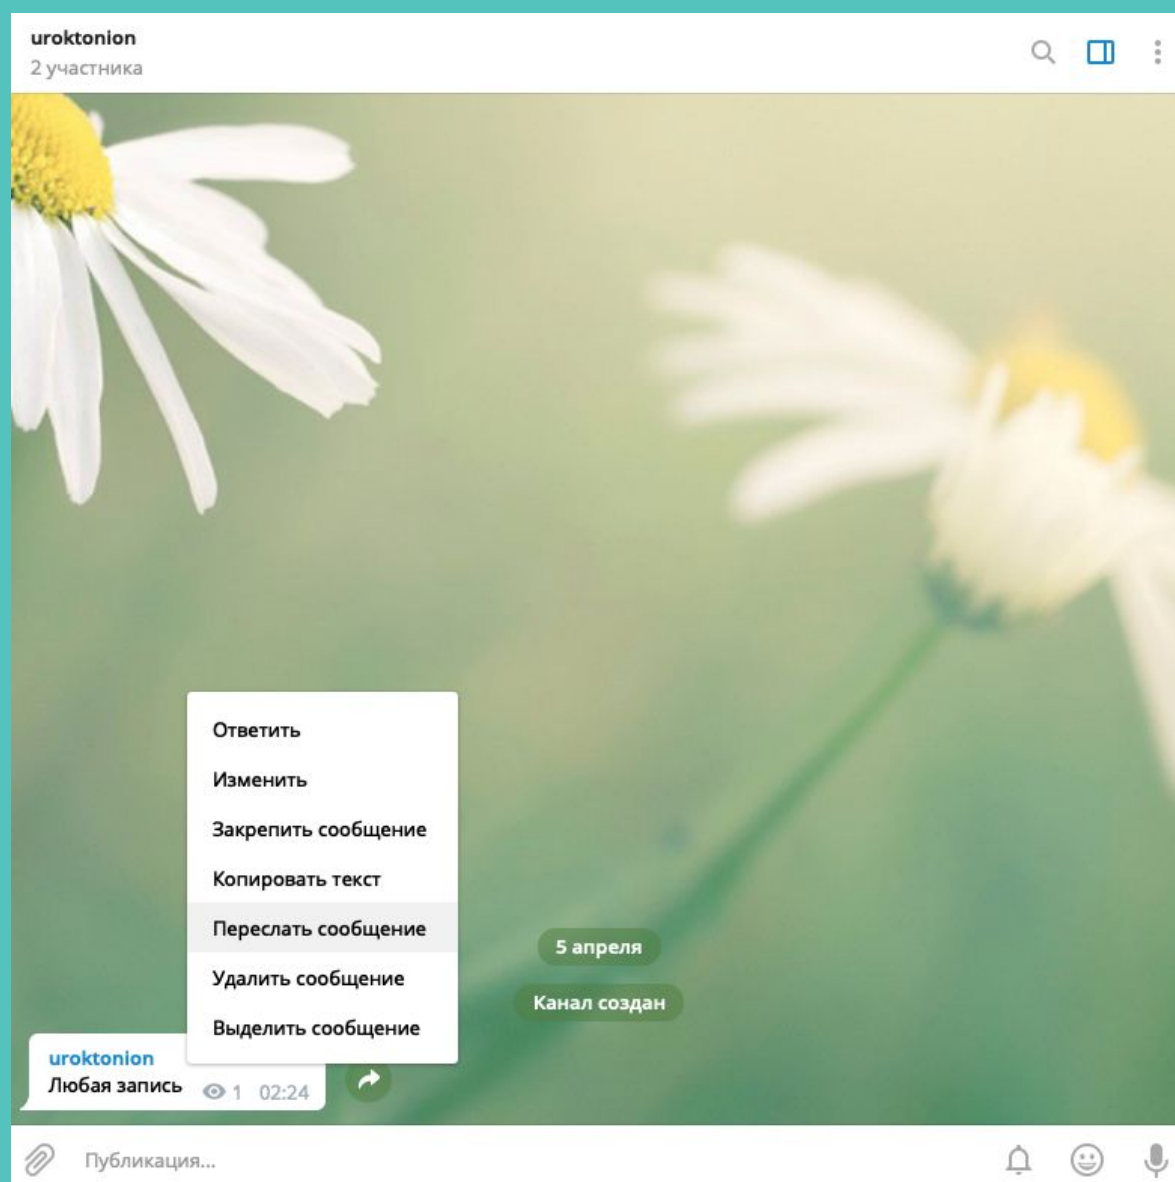 uroktonion
2 участника
Ответить
Изменить
Закрепить сообщение
Копировать текст
Переслать сообщение
Удалить сообщение
Выделить сообщение
5 апреля
Канал создан
uroktonion
Любая запись 1 02:24
Публикация...